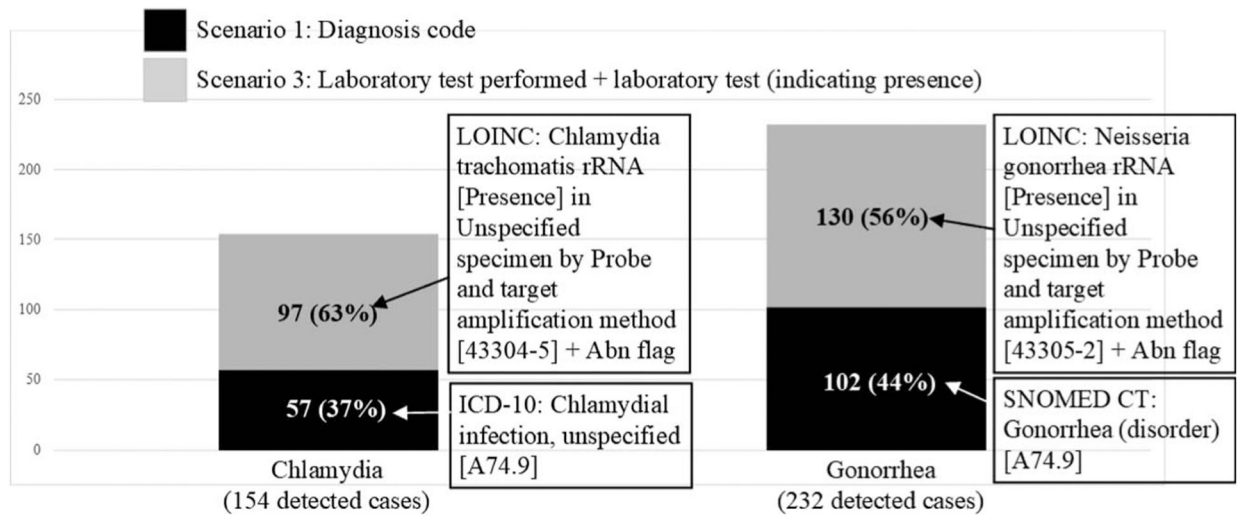 Scenario 1: Diagnosis code
Scenario 3: Laboratory test performed + laboratory test (indicating presence)
250
200
150
100
50
0
97 (63%)
57 (37%)
LOINC: Chlamydia
trachomatis rRNA
[Presence] in
Unspecified
specimen by Probe
and target
amplification method
[43304-5] + Abn flag
ICD-10: Chlamydial
infection, unspecified
[A74.9]
130 (56%)
102 (44%)
LOINC: Neisseria
gonorrhea rRNA
[Presence] in
Unspecified
specimen by Probe
and target
amplification method
[43305-2] + Abn flag
SNOMED CT:
Gonorrhea (disorder)
[A74.9]
Chlamydia
(154 detected cases)
Gonorrhea
(232 detected cases)